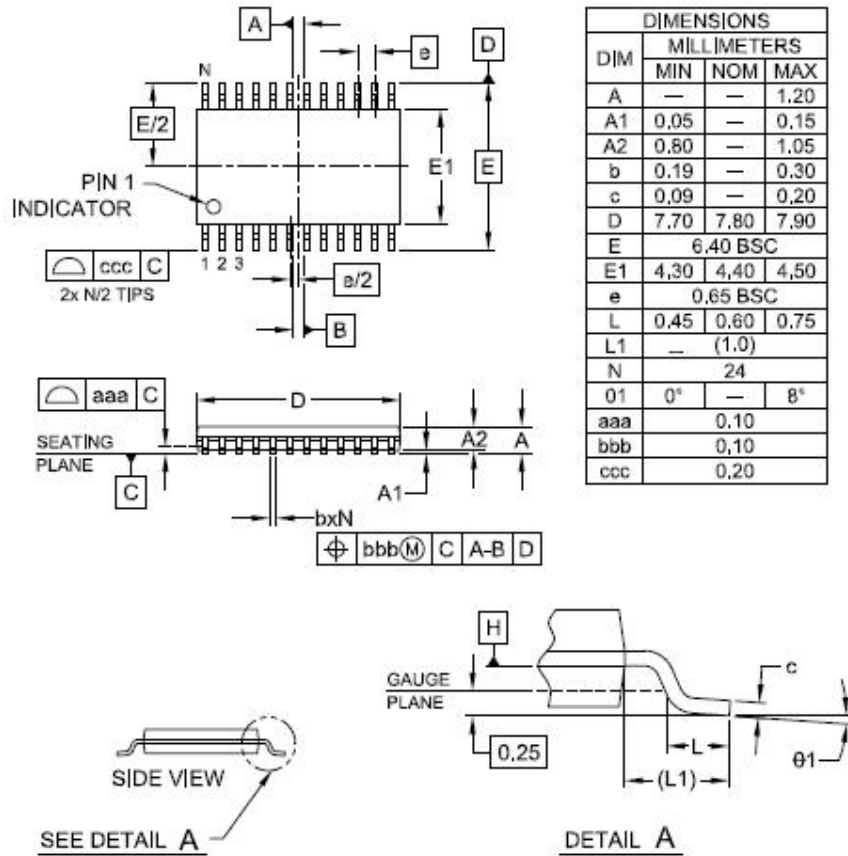 A
e
D
N
E/2
E1
E
PIN 1
INDICATOR
1 2 3
⌓ ccc C
2x N/2 TIPS
e/2
B
DIMENSIONS
DIM MILLIMETERS
MIN NOM MAX
A — — 1.20
A1 0.05 — 0.15
A2 0.80 — 1.05
b 0.19 — 0.30
c 0.09 — 0.20
D 7.70 7.80 7.90
E 6.40 BSC
E1 4.30 4.40 4.50
e 0.65 BSC
L 0.45 0.60 0.75
L1 — (1.0)
N 24
θ1 0° — 8°
aaa 0.10
bbb 0.10
ccc 0.20
⌓ aaa C
D
SEATING
PLANE
A2
A
C
A1
bxN
⌖ bbbⓂ C A-B D
H
c
GAUGE
PLANE
0.25
L
(L1)
θ1
SIDE VIEW
SEE DETAIL A
DETAIL A